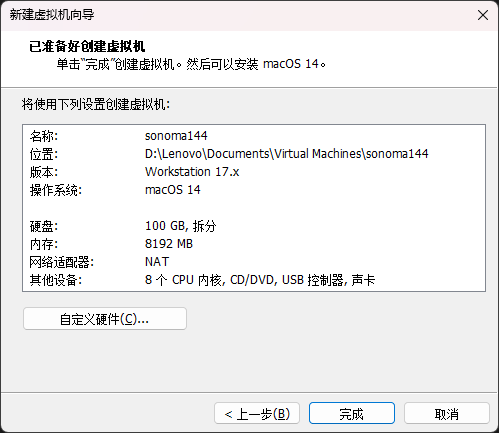 新建虚拟机向导
已准备好创建虚拟机
单击“完成”创建虚拟机。然后可以安装 macOS 14。
将使用下列设置创建虚拟机:
名称: sonoma144
位置: D:\Lenovo\Documents\Virtual Machines\sonoma144
版本: Workstation 17.x
操作系统: macOS 14
硬盘: 100 GB, 拆分
内存: 8192 MB
网络适配器: NAT
其他设备: 8 个 CPU 内核, CD/DVD, USB 控制器, 声卡
自定义硬件(C)...
< 上一步(B) 完成 取消